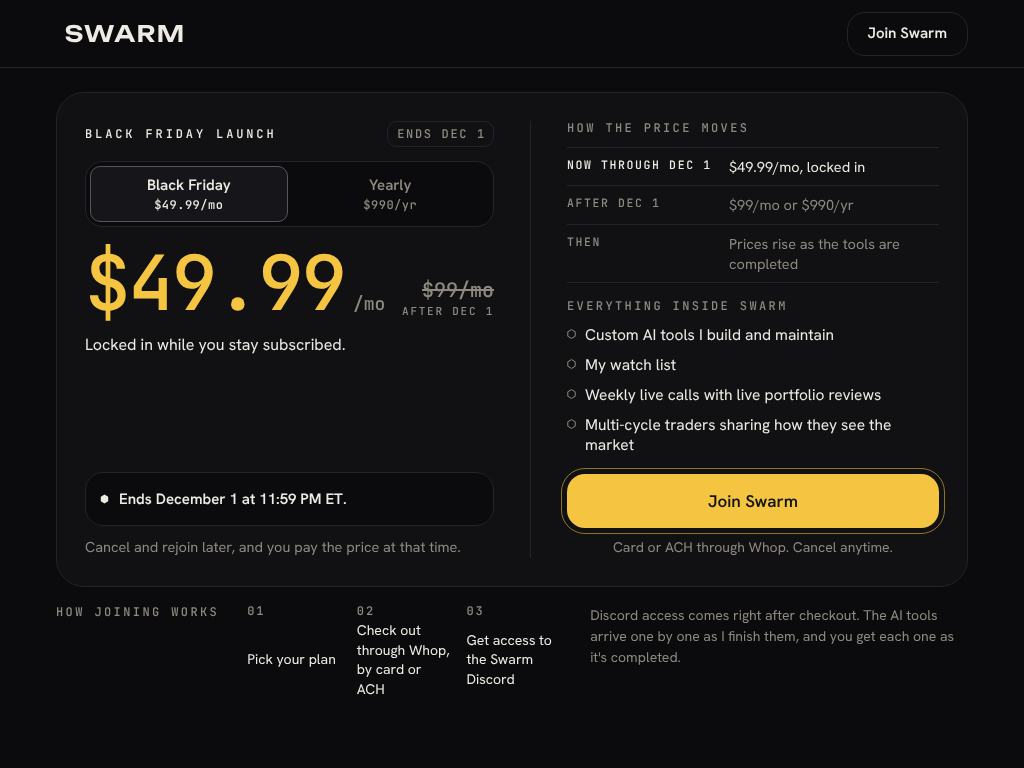 SWARM
Join Swarm
BLACK FRIDAY LAUNCH
ENDS DEC 1
Black Friday
$49.99/mo
Yearly
$990/yr
$49.99 /mo
$99/mo
AFTER DEC 1
Locked in while you stay subscribed.
Ends December 1 at 11:59 PM ET.
Cancel and rejoin later, and you pay the price at that time.
HOW THE PRICE MOVES
NOW THROUGH DEC 1 $49.99/mo, locked in
AFTER DEC 1 $99/mo or $990/yr
THEN Prices rise as the tools are
completed
EVERYTHING INSIDE SWARM
Custom AI tools I build and maintain
My watch list
Weekly live calls with live portfolio reviews
Multi-cycle traders sharing how they see the
market
Join Swarm
Card or ACH through Whop. Cancel anytime.
HOW JOINING WORKS
01
Pick your plan
02
Check out
through Whop,
by card or
ACH
03
Get access to
the Swarm
Discord
Discord access comes right after checkout. The AI tools
arrive one by one as I finish them, and you get each one as
it's completed.